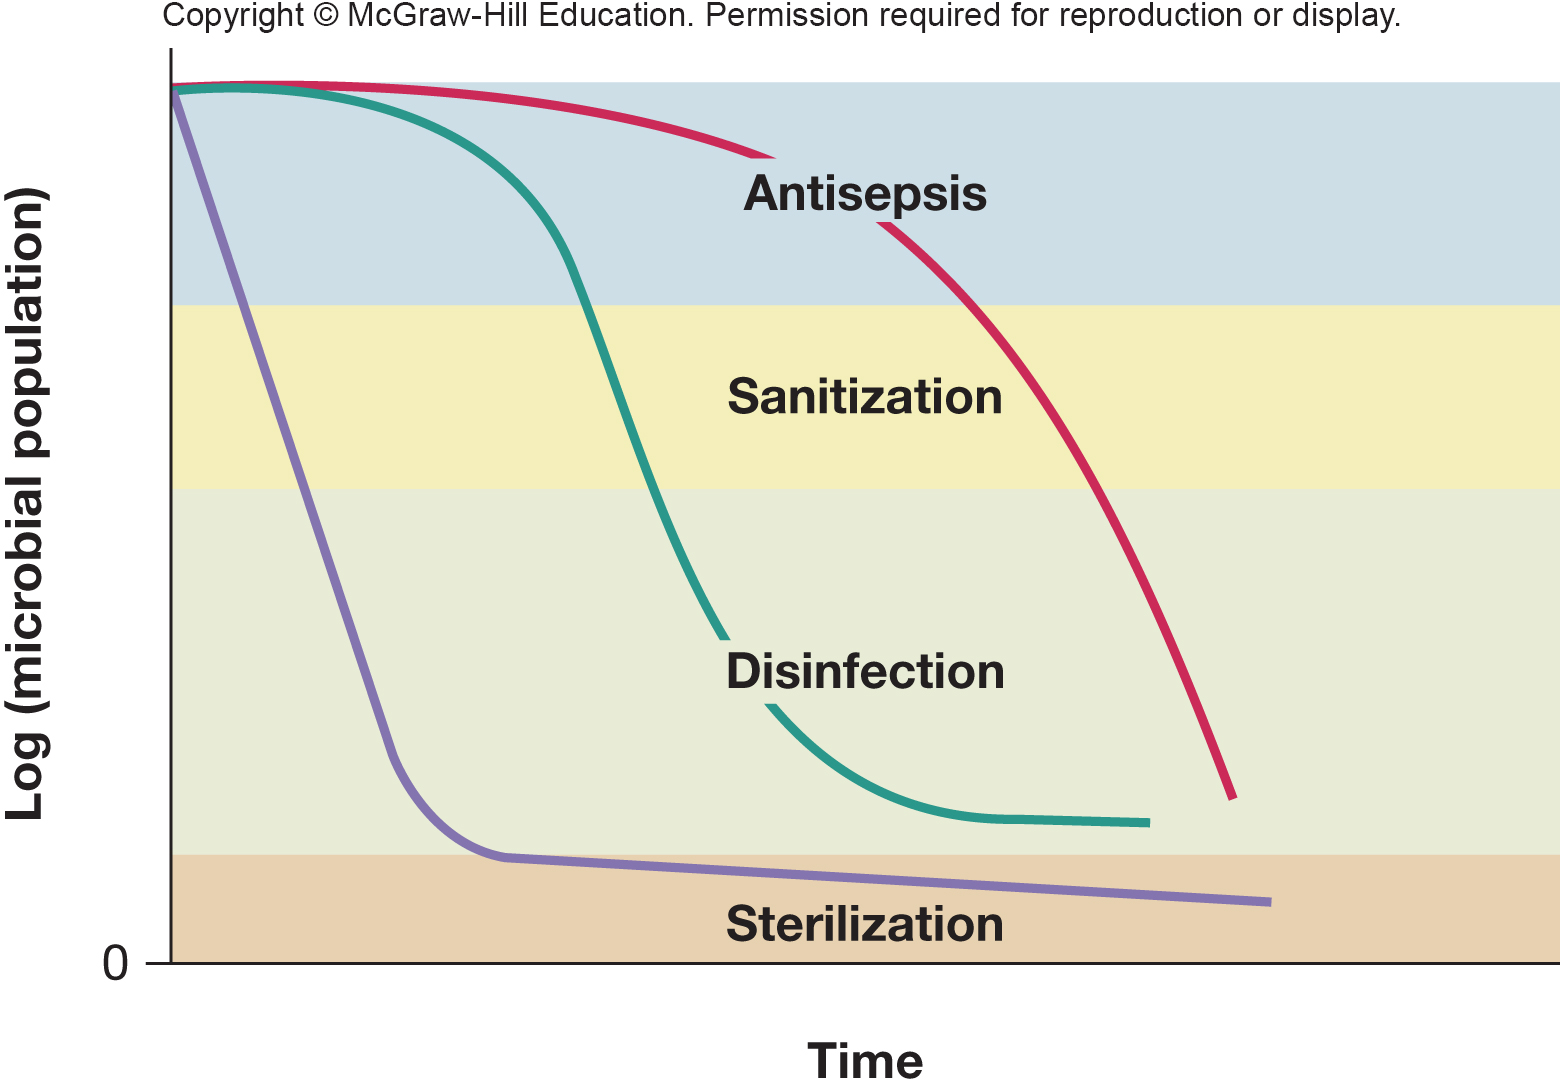 Copyright © McGraw-Hill Education. Permission required for reproduction or display.
Log (microbial population)
Antisepsis
Sanitization
Disinfection
Sterilization
0
Time